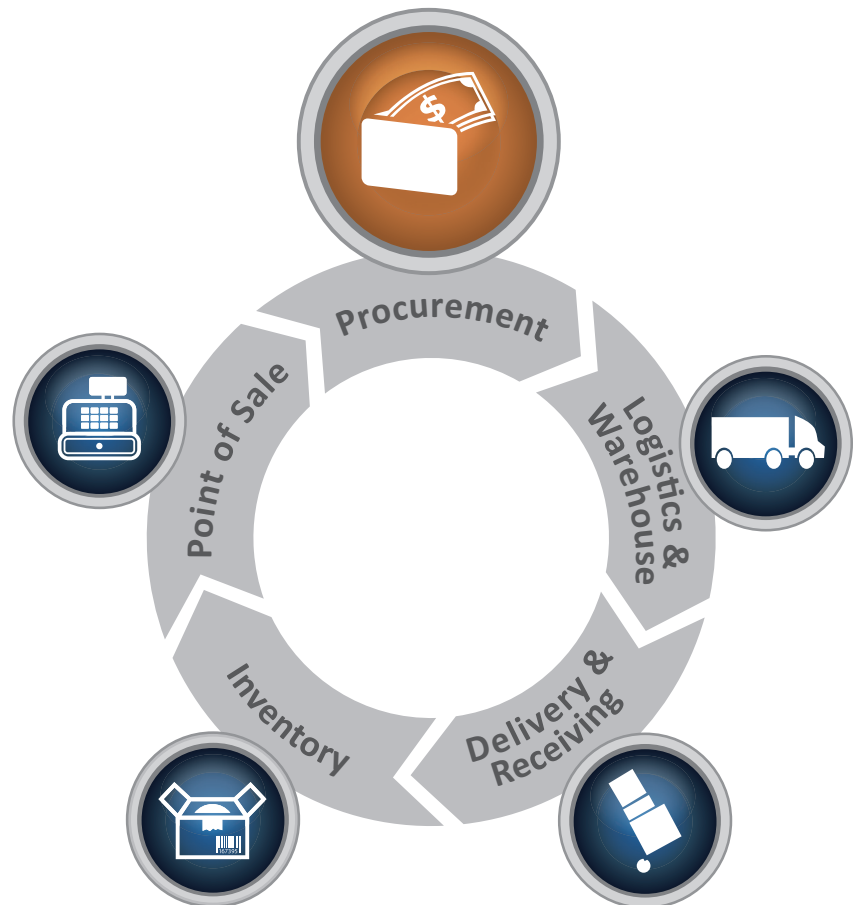 $
Procurement
Logistics &
Warehouse
Delivery &
Receiving
Inventory
Point of Sale